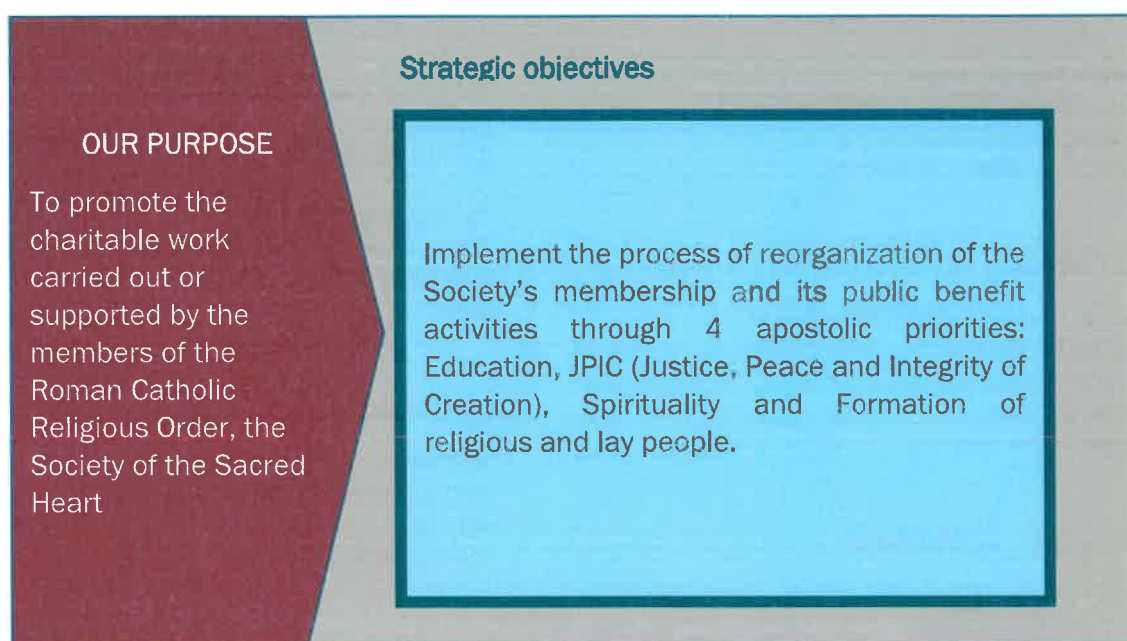 OUR PURPOSE
To promote the
charitable work
carried out or
supported by the
members of the
Roman Catholic
Religious Order, the
Society of the Sacred
Heart
Strategic objectives
Implement the process of reorganization of the
Society's membership and its public benefit
activities through 4 apostolic priorities:
Education, JPIC (Justice, Peace and Integrity of
Creation), Spirituality and Formation of
religious and lay people.